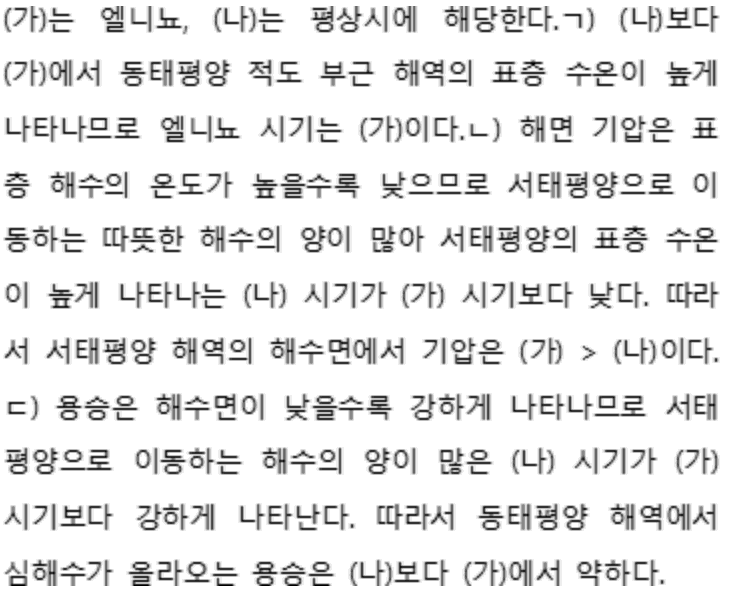 (가)는 엘니뇨, (나)는 평상시에 해당한다.ㄱ) (나)보다
(가)에서 동태평양 적도 부근 해역의 표층 수온이 높게
나타나므로 엘니뇨 시기는 (가)이다.ㄴ) 해면 기압은 표
층 해수의 온도가 높을수록 낮으므로 서태평양으로 이
동하는 따뜻한 해수의 양이 많아 서태평양의 표층 수온
이 높게 나타나는 (나) 시기가 (가) 시기보다 낮다. 따라
서 서태평양 해역의 해수면에서 기압은 (가) > (나)이다.
ㄷ) 용승은 해수면이 낮을수록 강하게 나타나므로 서태
평양으로 이동하는 해수의 양이 많은 (나) 시기가 (가)
시기보다 강하게 나타난다. 따라서 동태평양 해역에서
심해수가 올라오는 용승은 (나)보다 (가)에서 약하다.